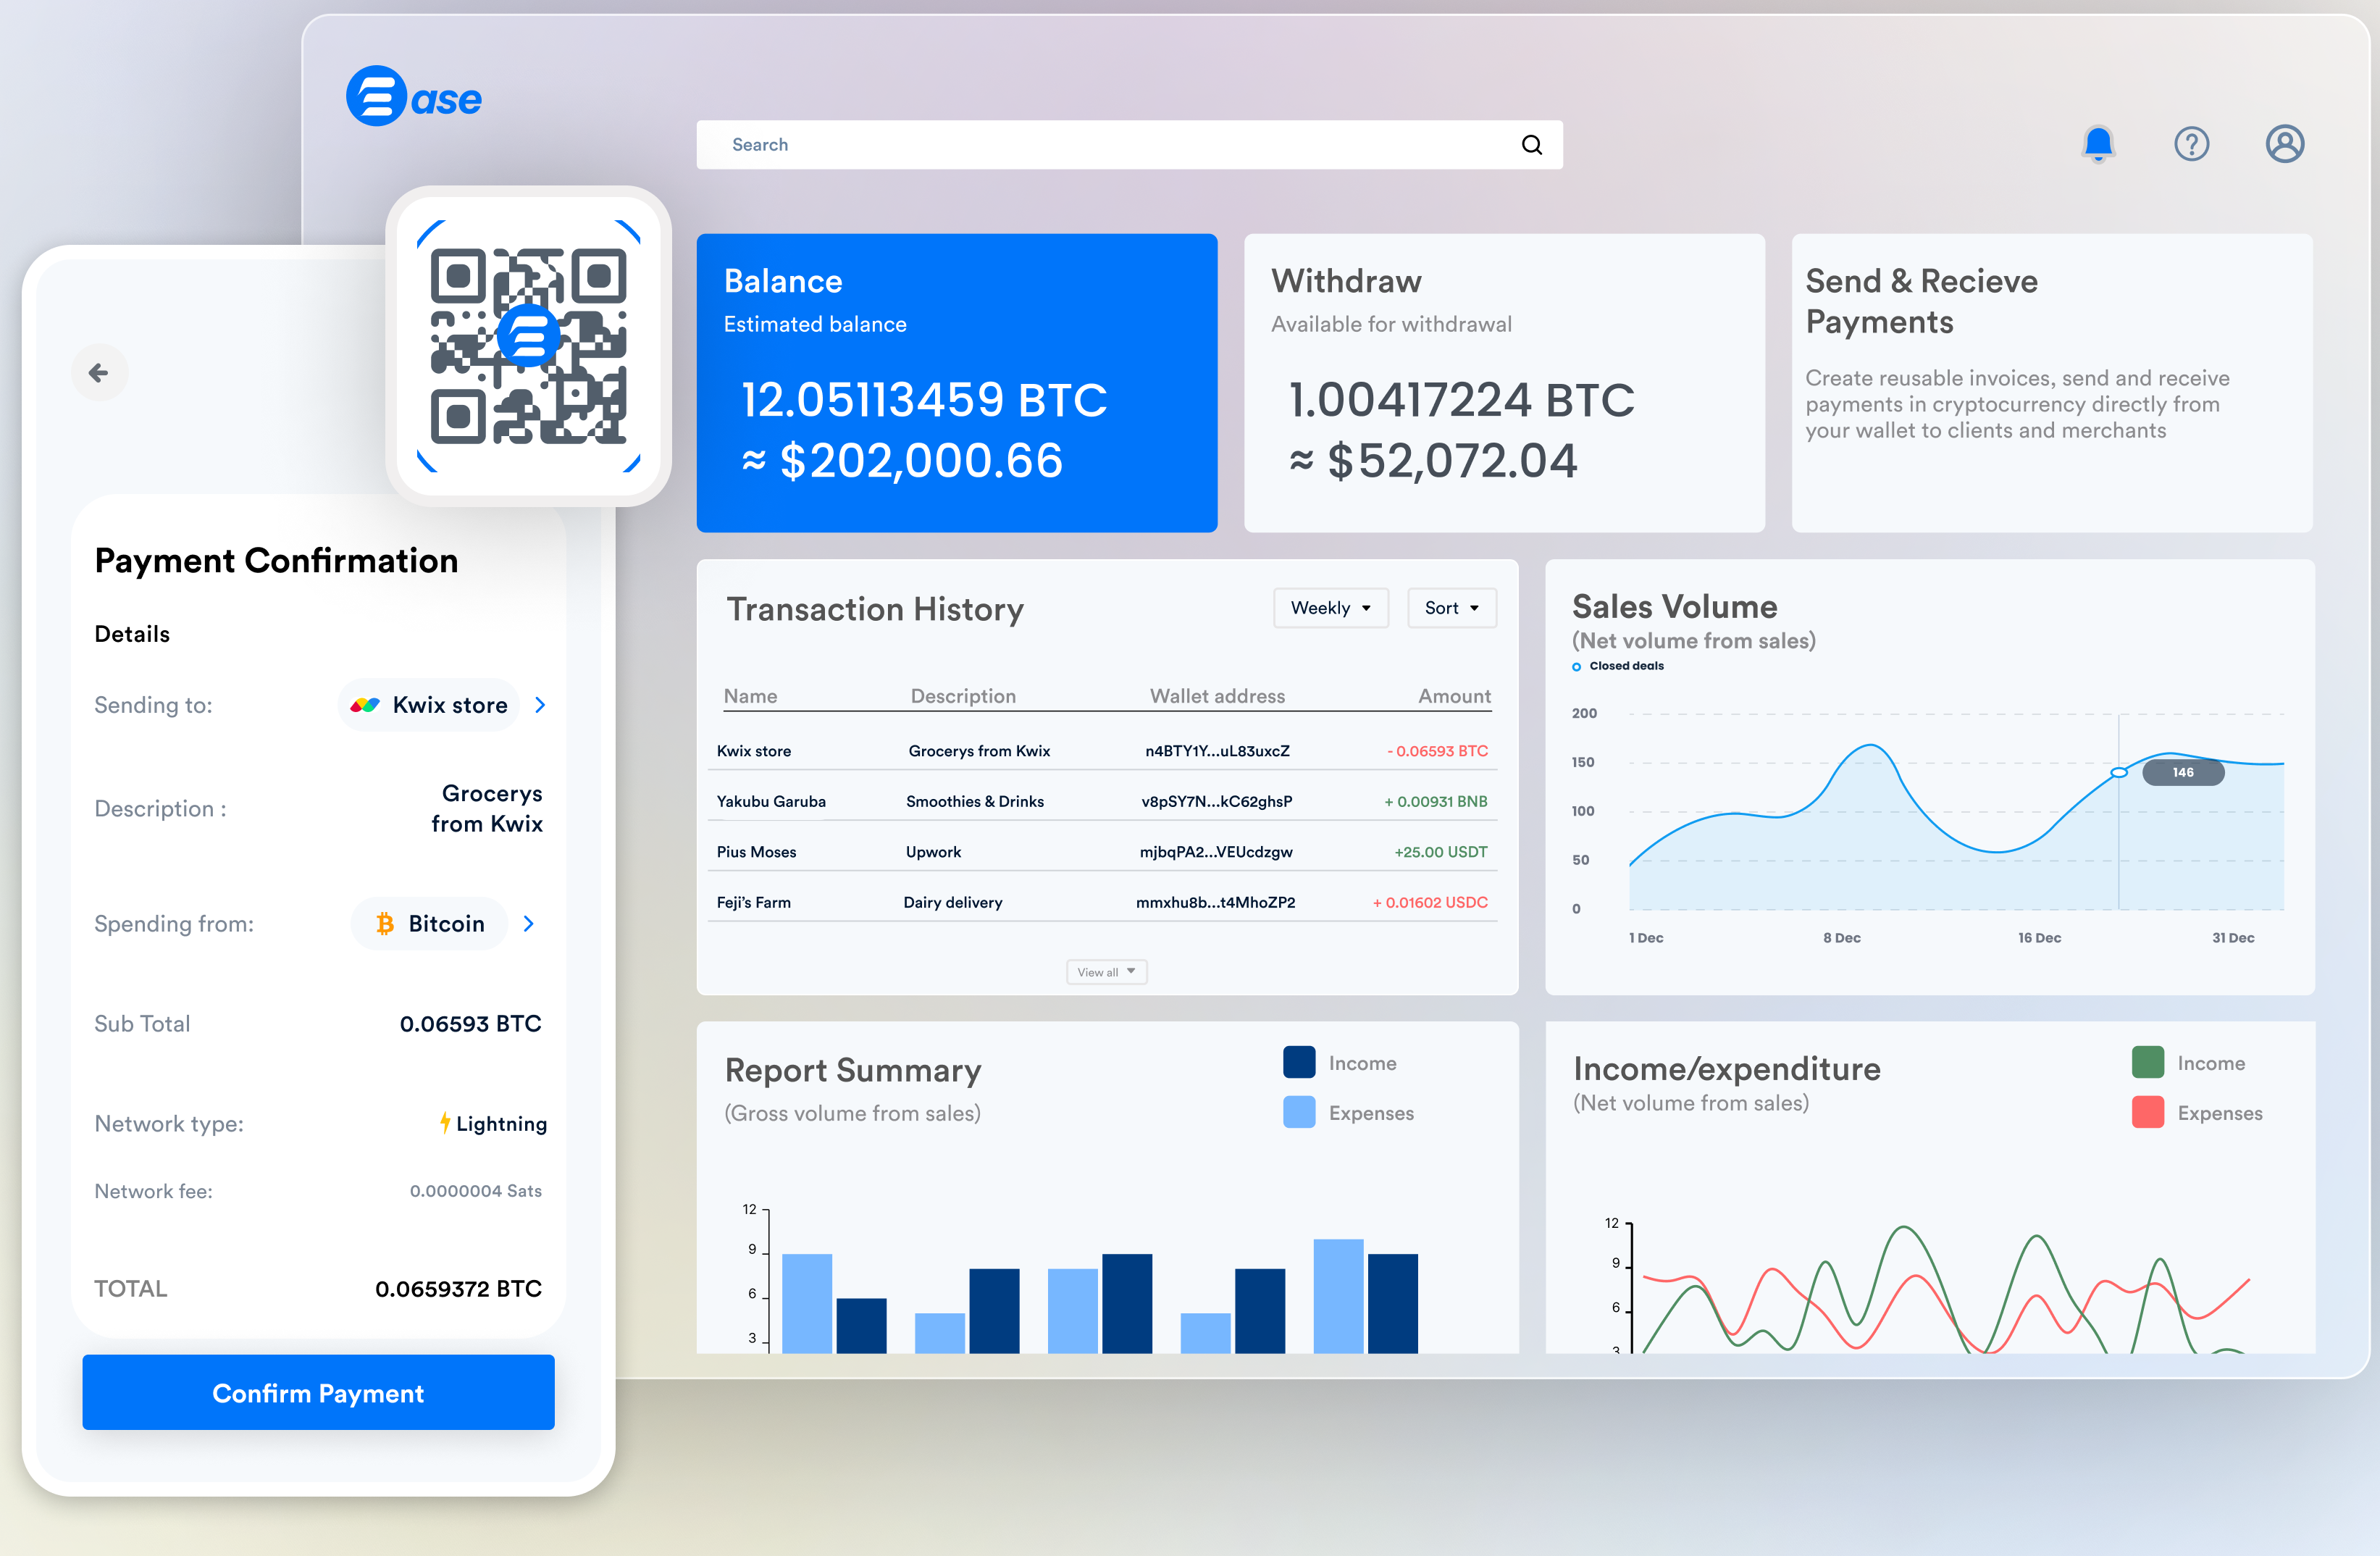 Ease
Search
Balance
Estimated balance
12.05113459 BTC
≈ $202,000.66
Withdraw
Available for withdrawal
1.00417224 BTC
≈ $52,072.04
Send & Recieve
Payments
Create reusable invoices, send and receive
payments in cryptocurrency directly from
your wallet to clients and merchants
Payment Confirmation
Details
Sending to: Kwix store
Description : Grocerys
from Kwix
Spending from: Bitcoin
Sub Total 0.06593 BTC
Network type: Lightning
Network fee: 0.0000004 Sats
TOTAL 0.0659372 BTC
Confirm Payment
Transaction History Weekly Sort
Name Description Wallet address Amount
Kwix store Grocerys from Kwix n4BTY1Y...uL83uxcZ - 0.06593 BTC
Yakubu Garuba Smoothies & Drinks v8pSY7N...kC62ghsP + 0.00931 BNB
Pius Moses Upwork mjbqPA2...VEUcdzgw +25.00 USDT
Feji's Farm Dairy delivery mmxhu8b...t4MhoZP2 + 0.01602 USDC
View all
Sales Volume
(Net volume from sales)
Closed deals
200
150
146
100
50
0
1 Dec 8 Dec 16 Dec 31 Dec
Report Summary
(Gross volume from sales)
Income
Expenses
12
9
6
3
Income/expenditure
(Net volume from sales)
Income
Expenses
12
9
6
3